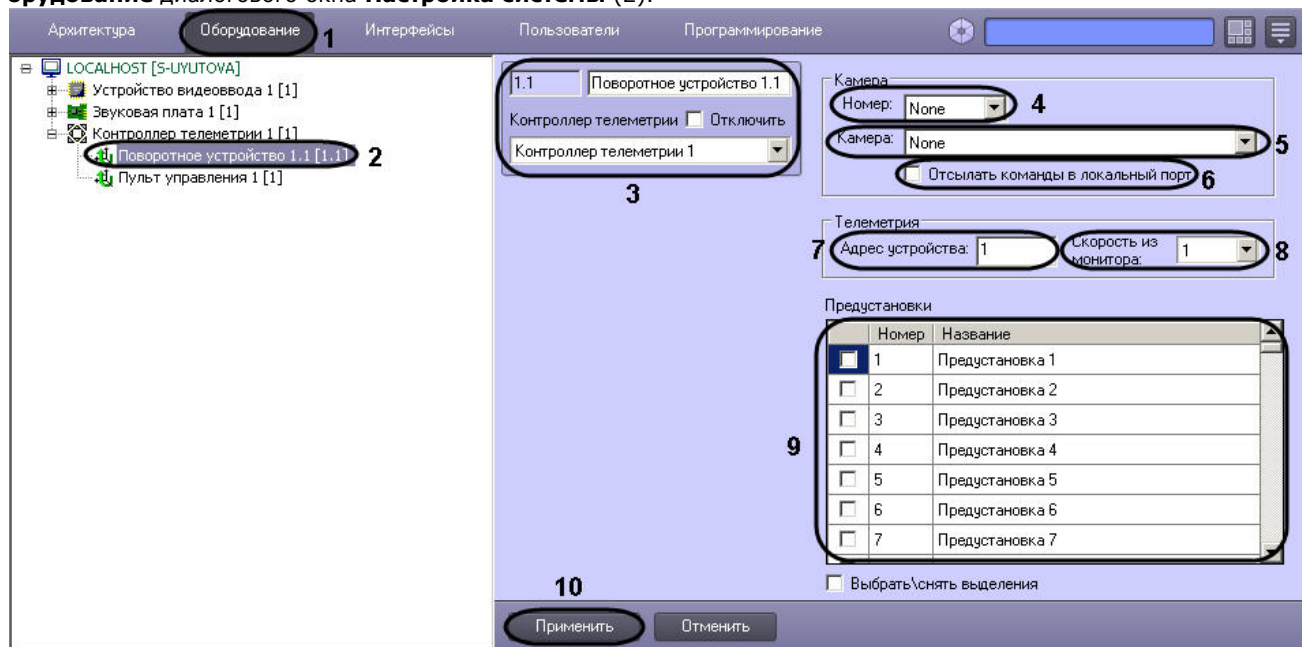 орудование диалогового окна Настройка системы (2).
Архитектура Оборудование 1 Интерфейсы Пользователи Программирование
LOCALHOST [S-UYUTOVA]
Устройство видеоввода 1 [1]
Звуковая плата 1 [1]
Контроллер телеметрии 1 [1]
Поворотное устройство 1.1 [1.1] 2
Пульт управления 1 [1]
1.1 Поворотное устройство 1.1
Контроллер телеметрии Отключить
Контроллер телеметрии 1
3
Камера
Номер: None 4
Камера: None 5
Отсылать команды в локальный порт 6
Телеметрия
7 Адрес устройства: 1 Скорость из монитора: 1 8
Предустановки
Номер Название
1 Предустановка 1
2 Предустановка 2
3 Предустановка 3
4 Предустановка 4
5 Предустановка 5
6 Предустановка 6
7 Предустановка 7
9
Выбрать\снять выделения
10
Применить Отменить